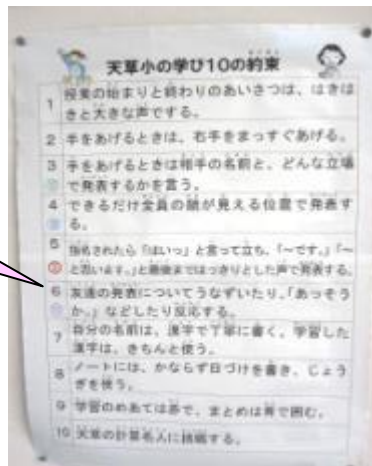 天草小の学び10の約束
1 授業の始まりと終わりのあいさつは、はきは
きと大きな声でする。
2 手をあげるときは、右手をまっすぐあげる。
3 手をあげるときは相手の名前と、どんな立場
で発表するかを言う。
4 できるだけ全員の顔が見える位置で発表す
る。
5 指名されたら「はいっ」と言って立ち、「~です。」「~
と思います。」と最後まではっきりとした声で発表する。
6 友達の発表についてうなずいたり、「あっそう
か。」などしたり反応する。
7 自分の名前は、漢字で丁寧に書く。学習した
漢字は、きちんと使う。
8 ノートには、かならず日づけを書き、じょう
ぎを使う。
9 学習のめあては赤で、まとめは青で囲む。
10 天草の計算名人に挑戦する。